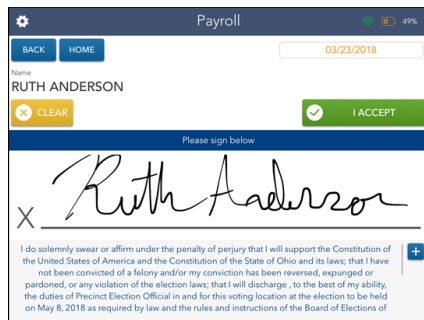 Payroll
49%
BACK
HOME
03/23/2018
Name
RUTH ANDERSON
CLEAR
I ACCEPT
Please sign below
Ruth Anderson
X
I do solemnly swear or affirm under the penalty of perjury that I will support the Constitution of
the United States of America and the Constitution of the State of Ohio and its laws; that I have
not been convicted of a felony and/or my conviction has been reversed, expunged or
pardoned, or any violation of the election laws; that I will discharge , to the best of my ability,
the duties of Precinct Election Official in and for this voting location at the election to be held
on May 8, 2018 as required by law and the rules and instructions of the Board of Elections of